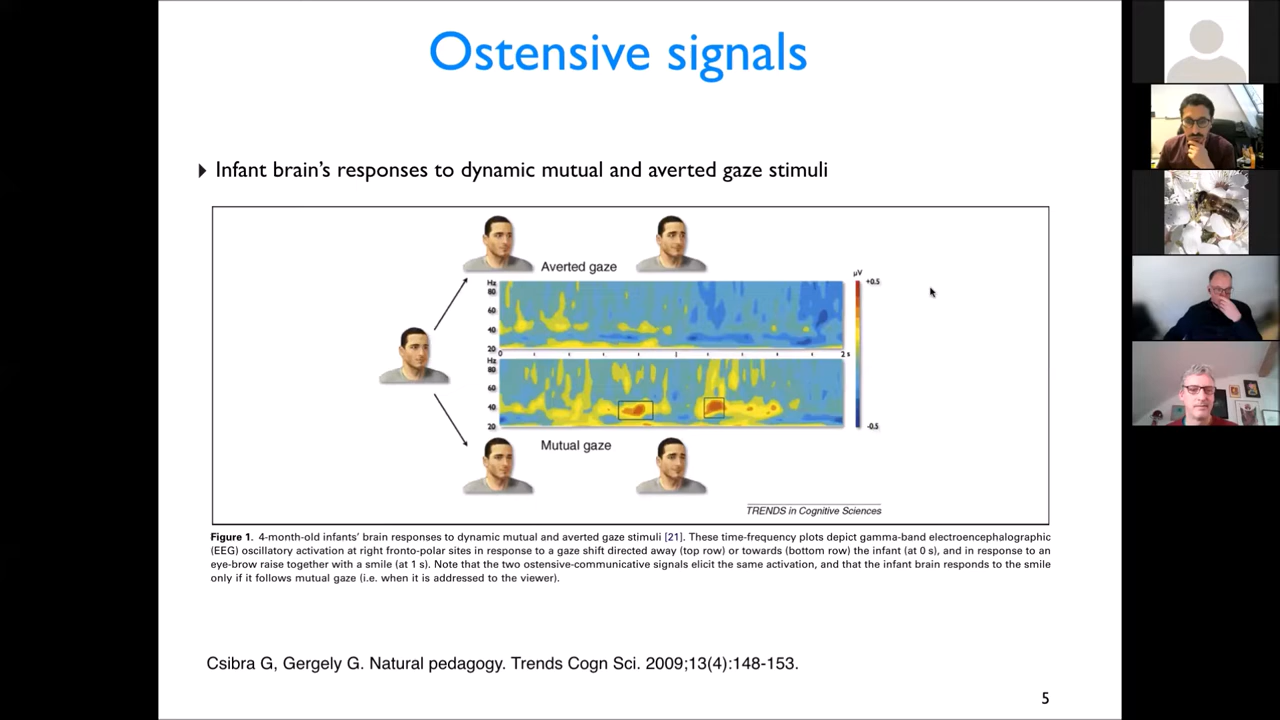 Ostensive signals
Infant brain's responses to dynamic mutual and averted gaze stimuli
Averted gaze
Hz
80
60
40
20
0
2 s
Hz
80
60
40
20
µV
+0.5
-0.5
Mutual gaze
TRENDS in Cognitive Sciences
Figure 1. 4-month-old infants' brain responses to dynamic mutual and averted gaze stimuli [21]. These time-frequency plots depict gamma-band electroencephalographic
(EEG) oscillatory activation at right fronto-polar sites in response to a gaze shift directed away (top row) or towards (bottom row) the infant (at 0 s), and in response to an
eye-brow raise together with a smile (at 1 s). Note that the two ostensive-communicative signals elicit the same activation, and that the infant brain responds to the smile
only if it follows mutual gaze (i.e. when it is addressed to the viewer).
Csibra G, Gergely G. Natural pedagogy. Trends Cogn Sci. 2009;13(4):148-153.
5